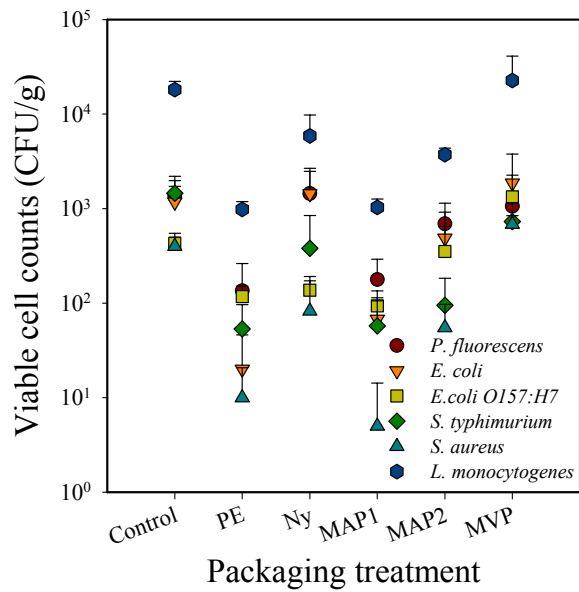 Viable cell counts (CFU/g)
10⁵
10⁴
10³
10²
10¹
10⁰
P. fluorescens
E. coli
E.coli O157:H7
S. typhimurium
S. aureus
L. monocytogenes
Control
PE
Ny
MAP1
MAP2
MVP
Packaging treatment